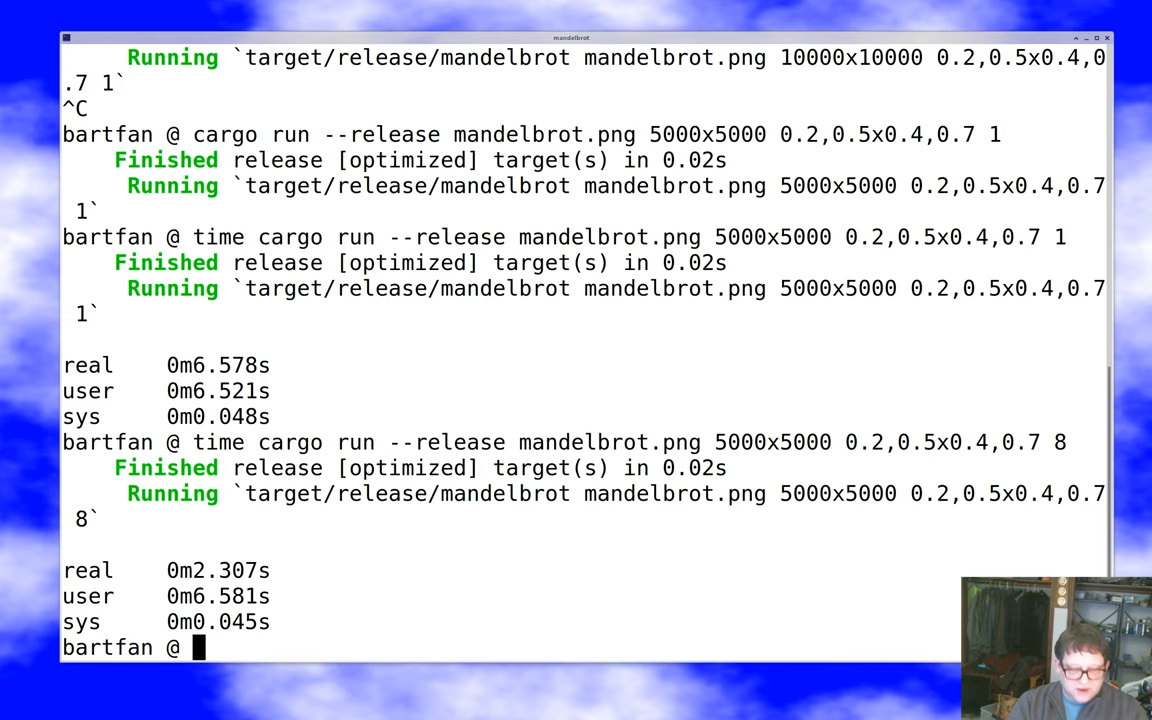 mandelbrot
Running `target/release/mandelbrot mandelbrot.png 10000x10000 0.2,0.5x0.4,0
.7 1`
^C
bartfan @ cargo run --release mandelbrot.png 5000x5000 0.2,0.5x0.4,0.7 1
Finished release [optimized] target(s) in 0.02s
Running `target/release/mandelbrot mandelbrot.png 5000x5000 0.2,0.5x0.4,0.7
1`
bartfan @ time cargo run --release mandelbrot.png 5000x5000 0.2,0.5x0.4,0.7 1
Finished release [optimized] target(s) in 0.02s
Running `target/release/mandelbrot mandelbrot.png 5000x5000 0.2,0.5x0.4,0.7
1`
real 0m6.578s
user 0m6.521s
sys 0m0.048s
bartfan @ time cargo run --release mandelbrot.png 5000x5000 0.2,0.5x0.4,0.7 8
Finished release [optimized] target(s) in 0.02s
Running `target/release/mandelbrot mandelbrot.png 5000x5000 0.2,0.5x0.4,0.7
8`
real 0m2.307s
user 0m6.581s
sys 0m0.045s
bartfan @